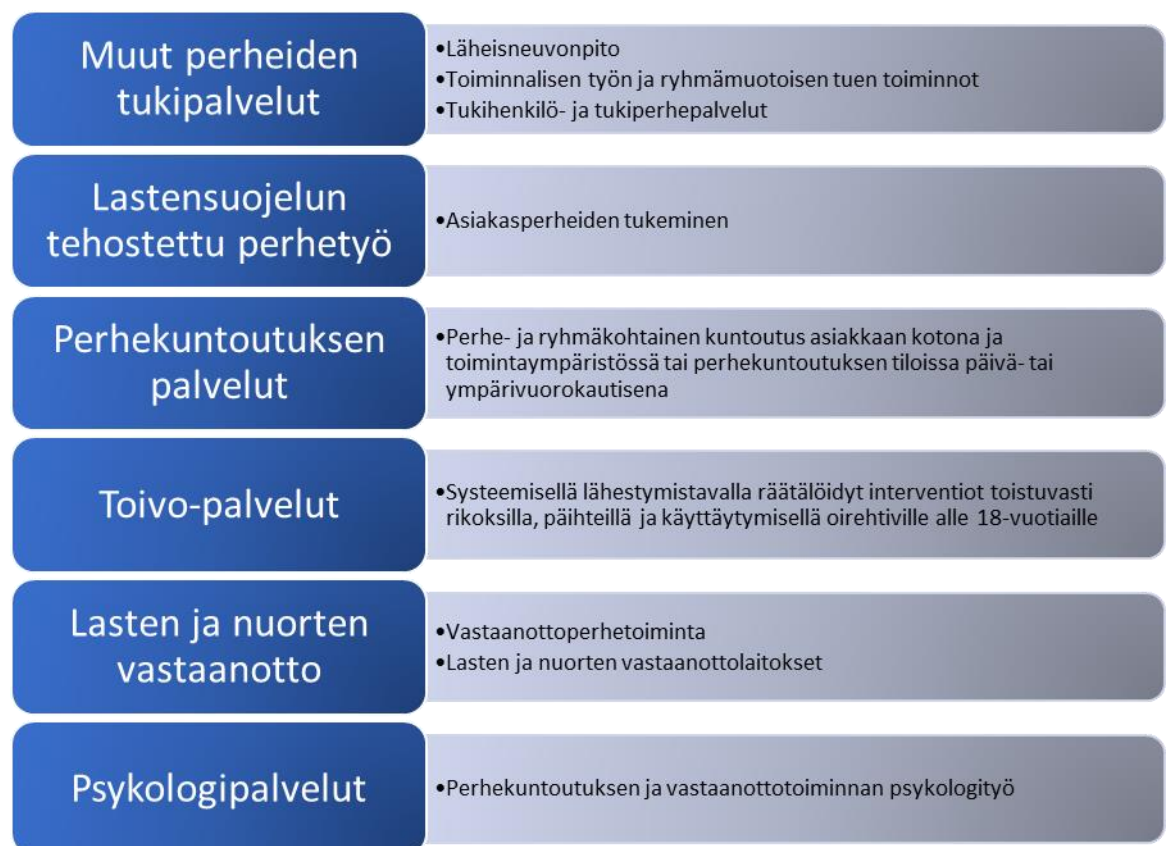 Muut perheiden
tukipalvelut
•Läheisneuvonpito
•Toiminnalisen työn ja ryhmämuotoisen tuen toiminnot
•Tukihenkilö- ja tukiperhepalvelut
Lastensuojelun
tehostettu perhetyö
•Asiakasperheiden tukeminen
Perhekuntoutuksen
palvelut
•Perhe- ja ryhmäkohtainen kuntoutus asiakkaan kotona ja
toimintaympäristössä tai perhekuntoutuksen tiloissa päivä- tai
ympärivuorokautisena
Toivo-palvelut
•Systeemisellä lähestymistavalla räätälöidyt interventiot toistuvasti
rikoksilla, päihteillä ja käyttäytymisellä oirehtiville alle 18-vuotiaille
Lasten ja nuorten
vastaanotto
•Vastaanottoperhetoiminta
•Lasten ja nuorten vastaanottolaitokset
Psykologipalvelut
•Perhekuntoutuksen ja vastaanottotoiminnan psykologityö